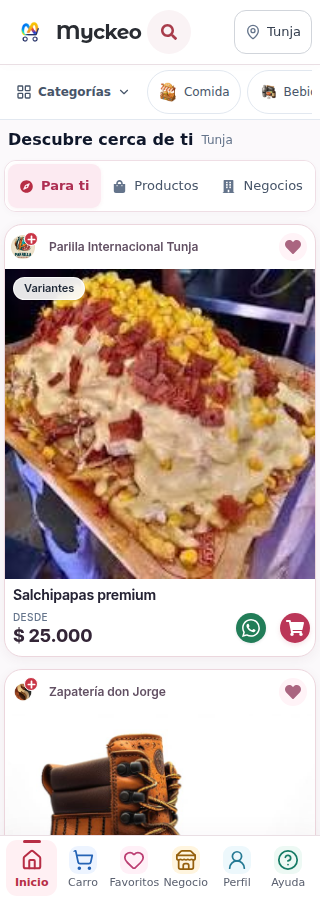 Myckeo
Tunja
Categorías
Comida
Descubre cerca de ti Tunja
Para ti
Productos
Negocios
Parilla Internacional Tunja
Variantes
Salchipapas premium
DESDE
$ 25.000
Zapatería don Jorge
Inicio Carro Favoritos Negocio Perfil Ayuda